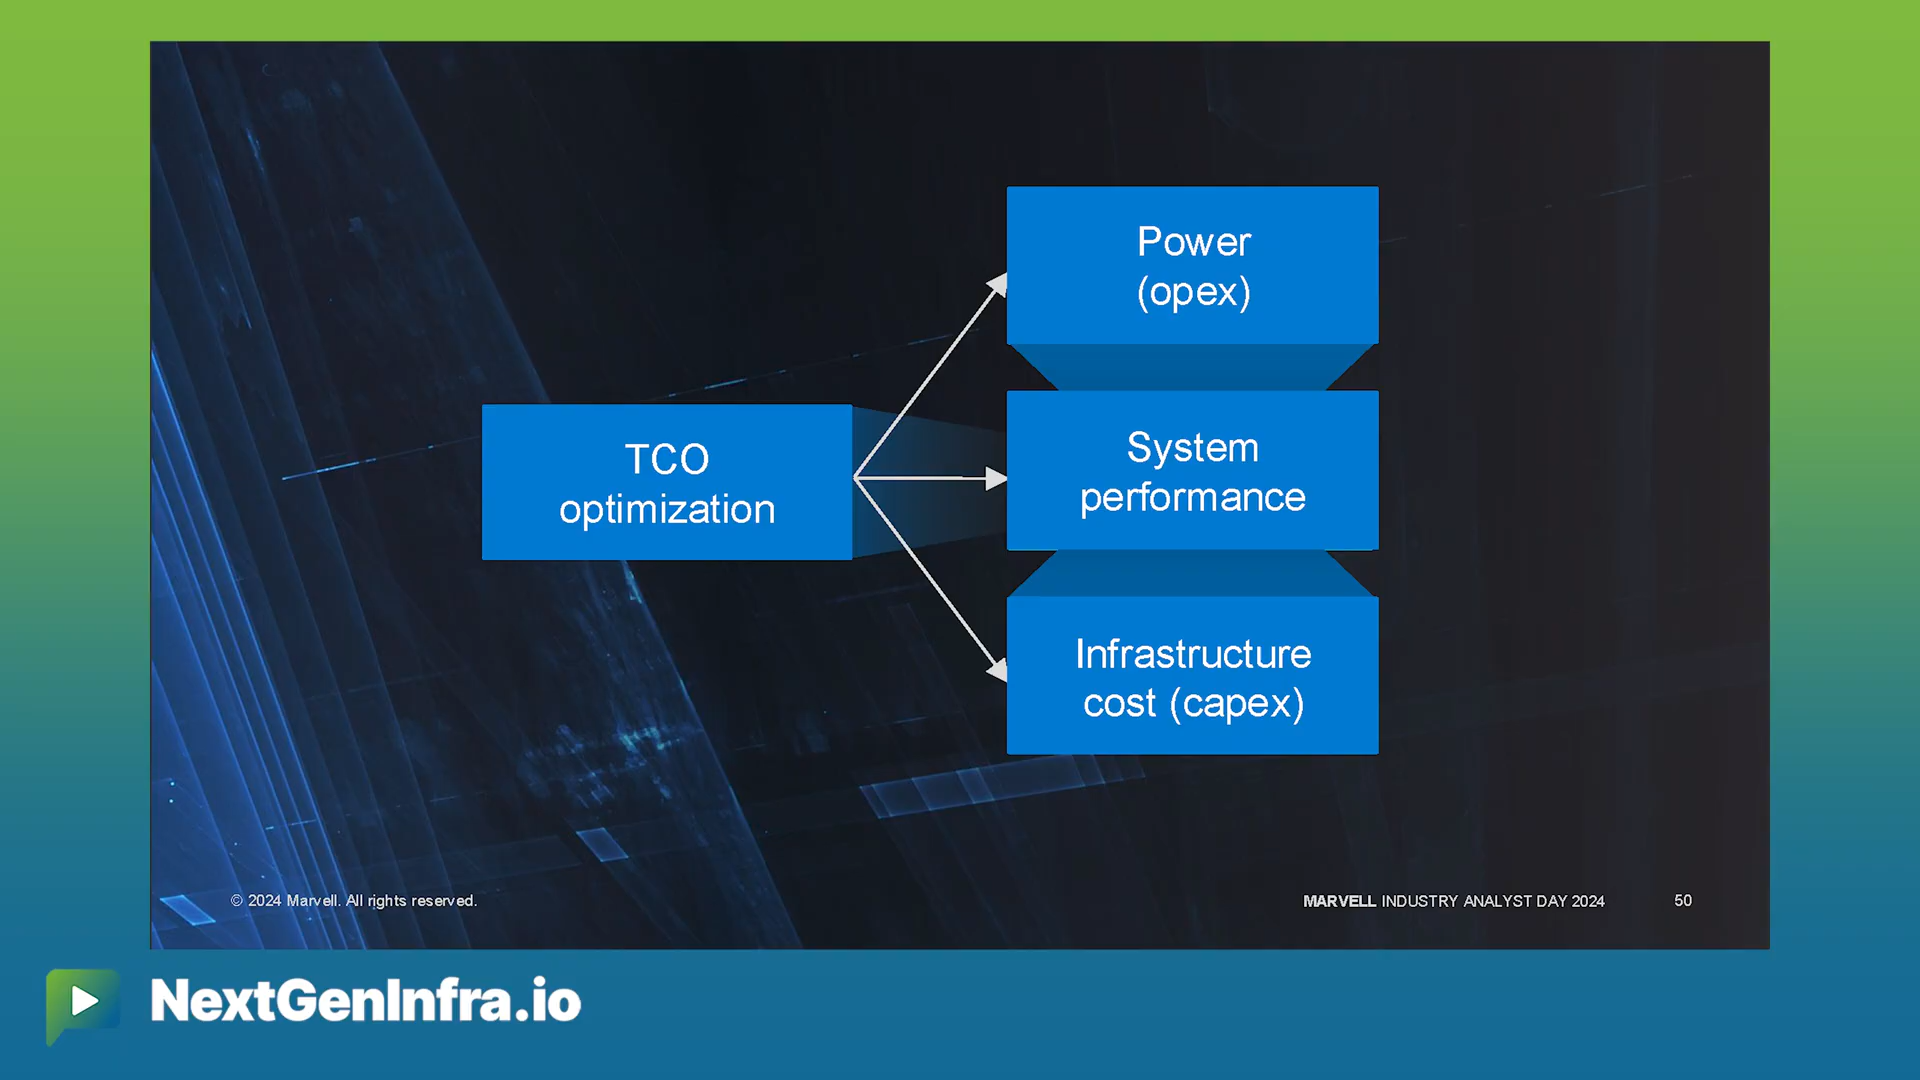 Power
(opex)
TCO
optimization
System
performance
Infrastructure
cost (capex)
© 2024 Marvell. All rights reserved.
MARVELL INDUSTRY ANALYST DAY 2024
50
NextGenInfra.io